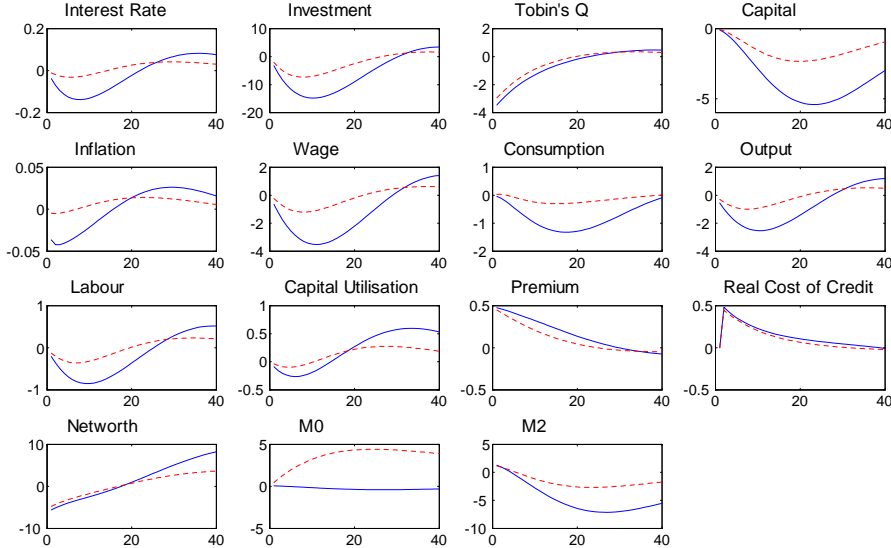 Interest Rate
0.2
0
-0.2
0 20 40
Investment
10
0
-10
-20
0 20 40
Tobin's Q
4
2
0
-2
-4
0 20 40
Capital
0
-5
0 20 40
Inflation
0.05
0
-0.05
0 20 40
Wage
2
0
-2
-4
0 20 40
Consumption
1
0
-1
-2
0 20 40
Output
2
0
-2
-4
0 20 40
Labour
1
0
-1
0 20 40
Capital Utilisation
1
0.5
0
-0.5
0 20 40
Premium
0.5
0
-0.5
0 20 40
Real Cost of Credit
0.5
0
-0.5
0 20 40
Networth
10
0
-10
0 20 40
M0
5
0
-5
0 20 40
M2
5
0
-5
-10
0 20 40